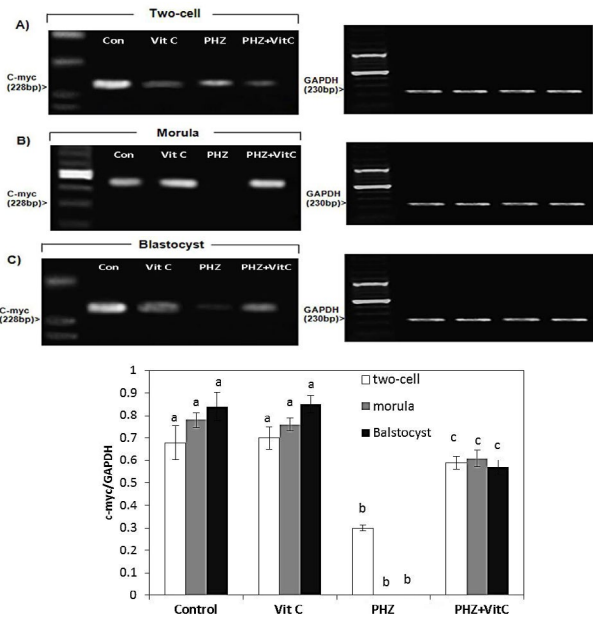 Two-cell
A)
Con Vit C PHZ PHZ+VitC
C-myc
(228bp)>
GAPDH
(230bp)>
Morula
B)
Con Vit C PHZ PHZ+VitC
C-myc
(228bp)>
GAPDH
(230bp)>
Blastocyst
C)
Con Vit C PHZ PHZ+VitC
C-myc
(228bp)>
GAPDH
(230bp)>
c-myc/GAPDH
1
0.9
0.8
0.7
0.6
0.5
0.4
0.3
0.2
0.1
0
two-cell
morula
Balstocyst
a a a
a a a
b b b
c c c
Control Vit C PHZ PHZ+VitC